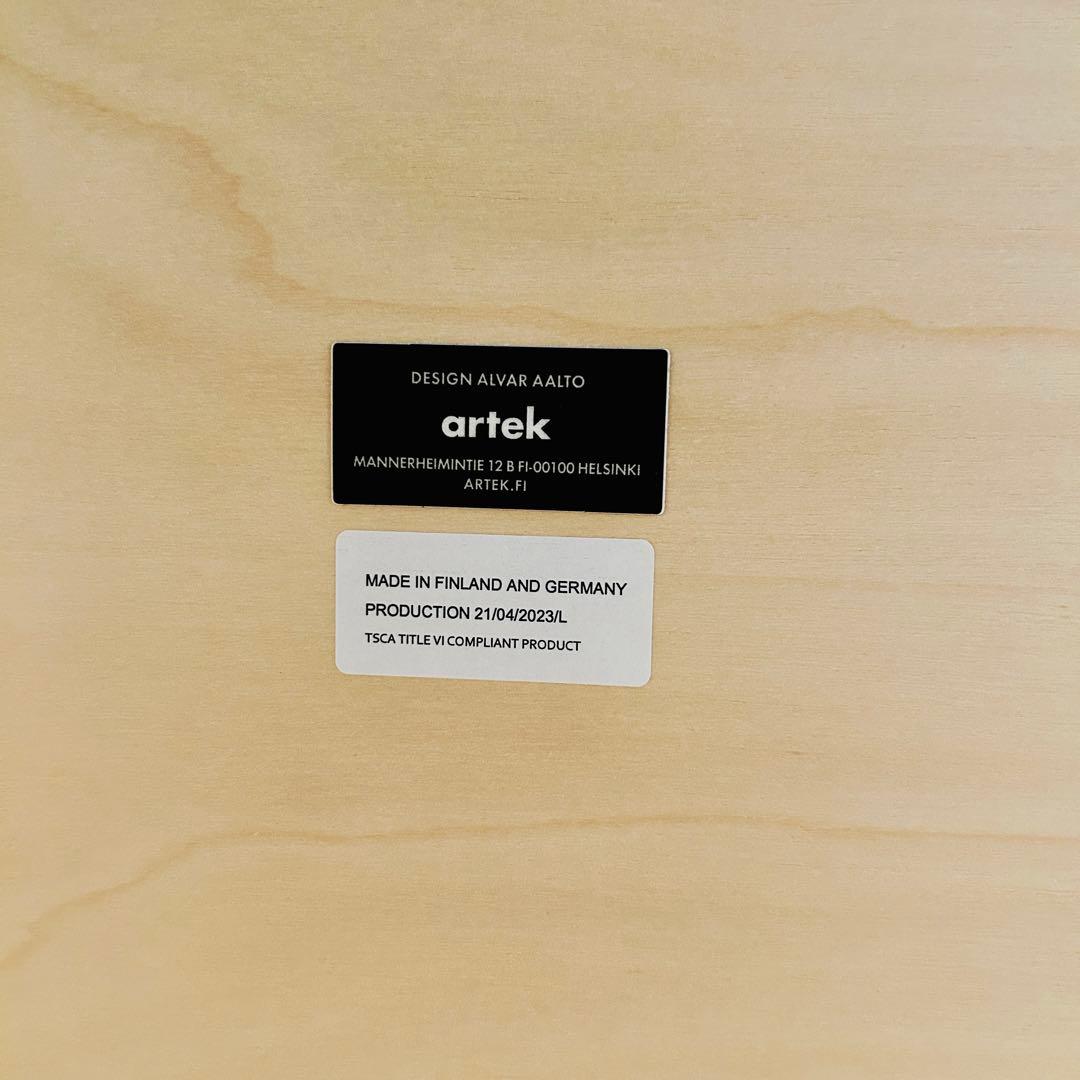 DESIGN ALVAR AALTO
artek
MANNERHEIMINTIE 12 B FI-00100 HELSINKI
ARTEK.FI
MADE IN FINLAND AND GERMANY
PRODUCTION 21/04/2023/L
TSCA TITLE VI COMPLIANT PRODUCT